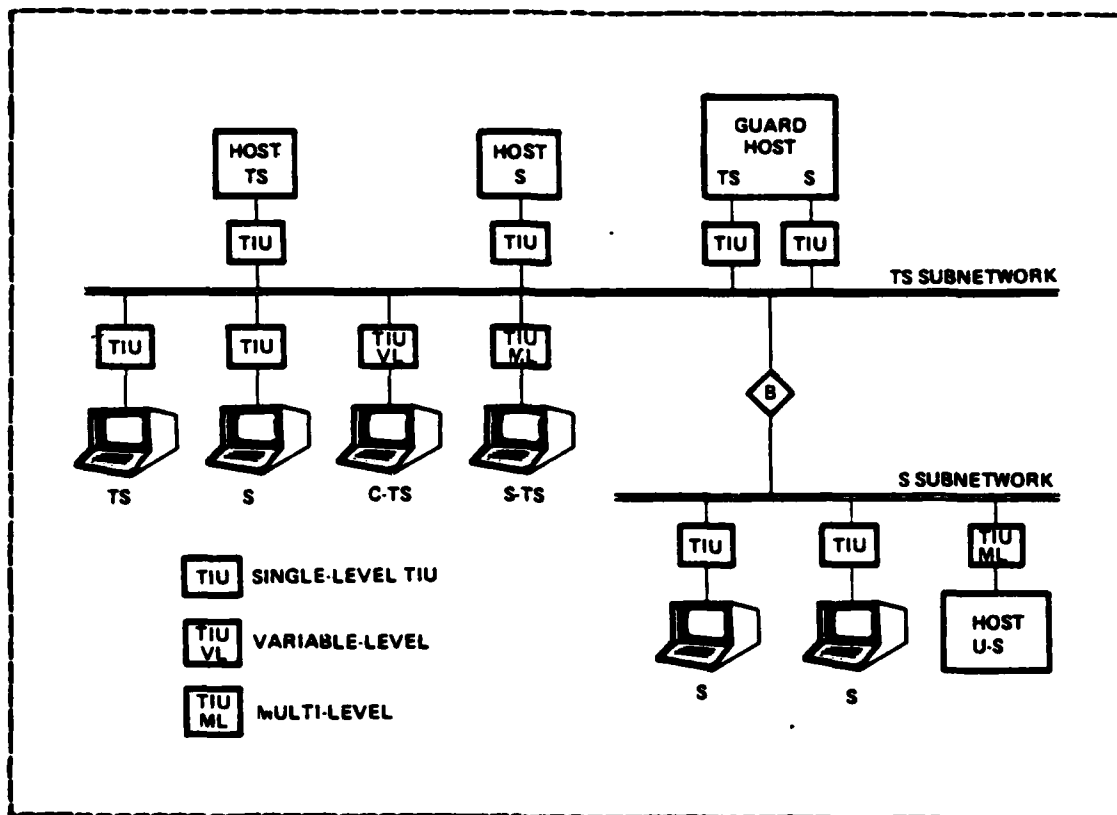 HOST
TS
HOST
S
GUARD
HOST
TS S
TIU
TIU
TIU
TIU
TS SUBNETWORK
TIU
TIU
TIU
VL
TIU
ML
B
TS
S
C-TS
S-TS
S SUBNETWORK
TIU
TIU
TIU
ML
HOST
U-S
S
S
TIU SINGLE-LEVEL TIU
TIU
VL
VARIABLE-LEVEL
TIU
ML
MULTI-LEVEL